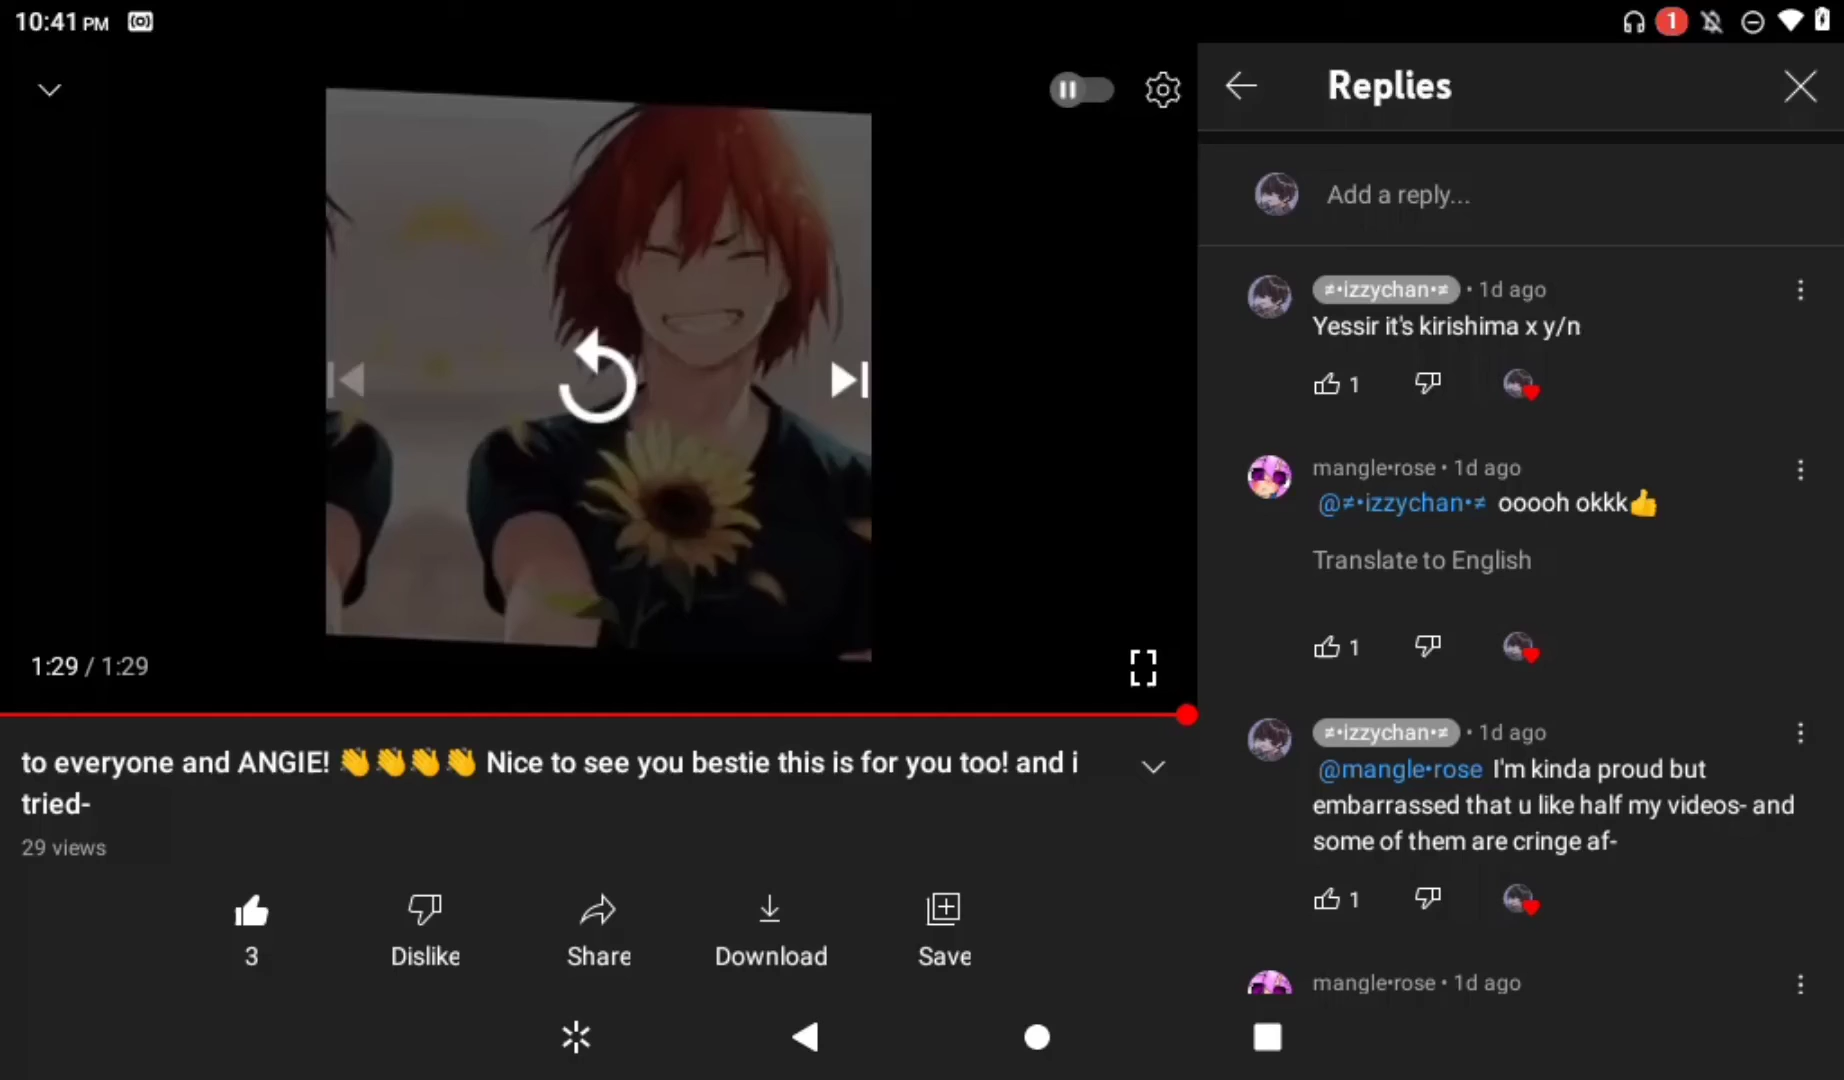 10:41 PM
1
Replies
Add a reply...
≠•izzychan•≠ • 1d ago
Yessir it's kirishima x y/n
1
mangle•rose • 1d ago
@≠•izzychan•≠ ooooh okkk👍
Translate to English
1
≠•izzychan•≠ • 1d ago
@mangle•rose I'm kinda proud but
embarrassed that u like half my videos- and
some of them are cringe af-
1
mangle•rose • 1d ago
1:29 / 1:29
to everyone and ANGIE! 👏👏👏👏 Nice to see you bestie this is for you too! and i
tried-
29 views
3
Dislike
Share
Download
Save